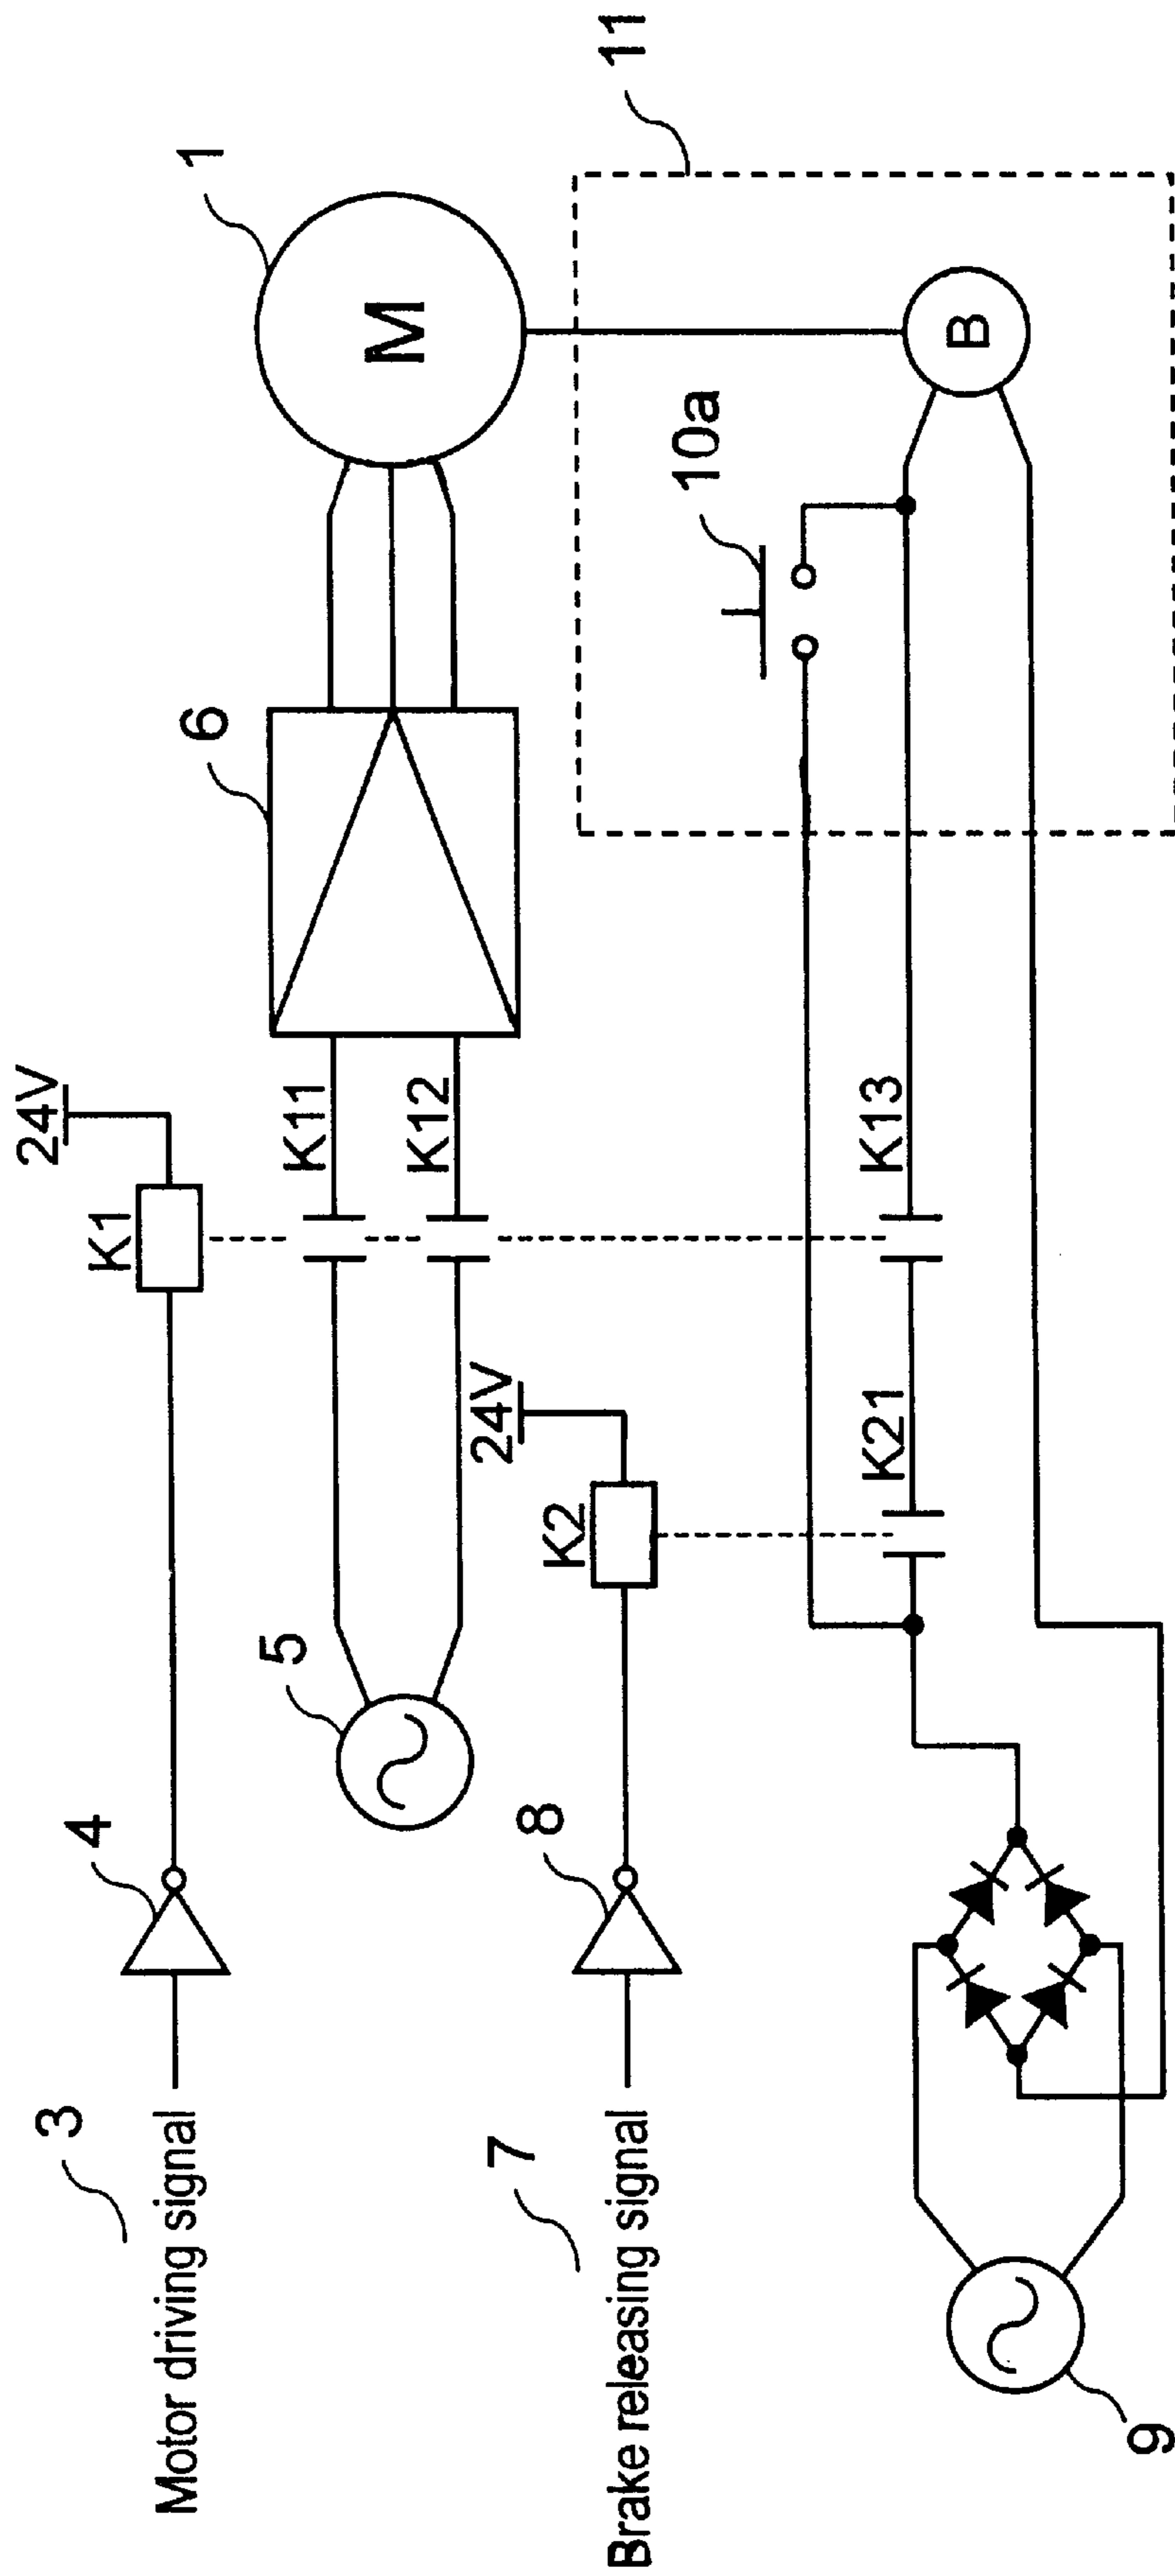 3
Motor driving signal
4
K1
24V
5
K11
K12
6
1
M
7
Brake releasing signal
8
K2
24V
9
K21
K13
10a
B
11